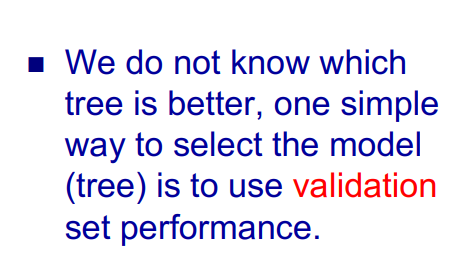 We do not know which
tree is better, one simple
way to select the model
(tree) is to use validation
set performance.